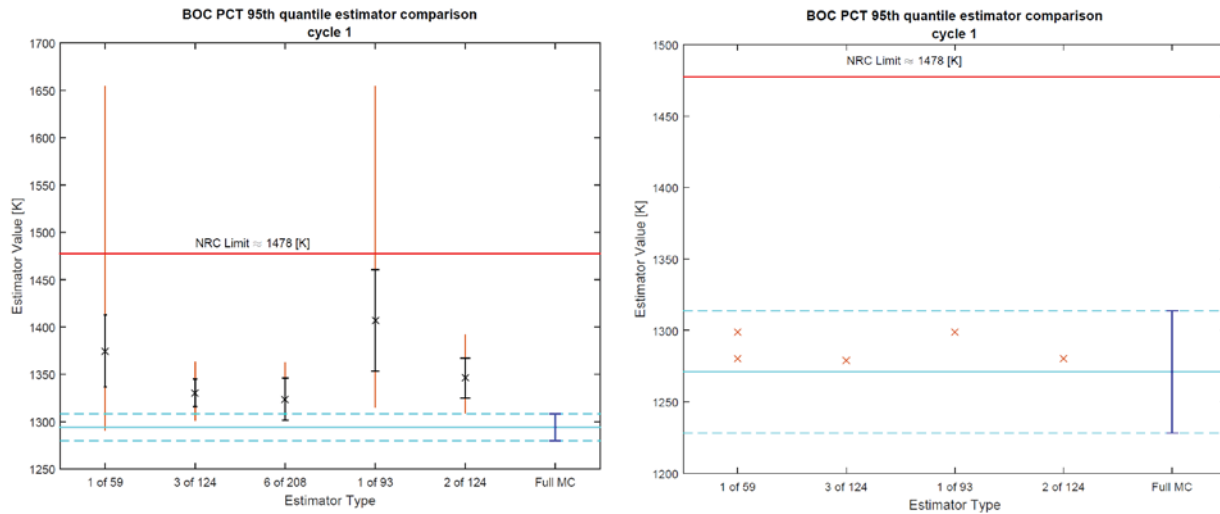 BOC PCT 95th quantile estimator comparison
cycle 1
1700
1650
1600
1550
1500
1450
1400
1350
1300
1250
Estimator Value [K]
NRC Limit ≈ 1478 [K]
1 of 59
3 of 124
6 of 208
1 of 93
2 of 124
Full MC
Estimator Type
BOC PCT 95th quantile estimator comparison
cycle 1
1500
1450
1400
1350
1300
1250
1200
Estimator Value [K]
NRC Limit ≈ 1478 [K]
1 of 59
3 of 124
1 of 93
2 of 124
Full MC
Estimator Type